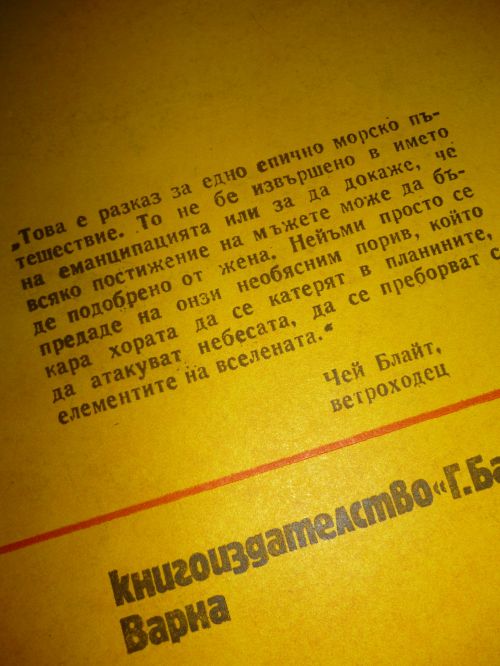 „Това е разказ за едно епично морско пъ-
тешествие. То не бе извършено в името
на еманципацията или за да докаже, че
всяко постижение на мъжете може да бъ-
де подобрено от жена. Нейъми просто се
предаде на онзи необясним порив, който
кара хората да се катерят в планините,
да атакуват небесата, да се преборват с
елементите на вселената.“
Чей Блайт,
ветроходец
книгоиздателство „Г. Ба
Варна